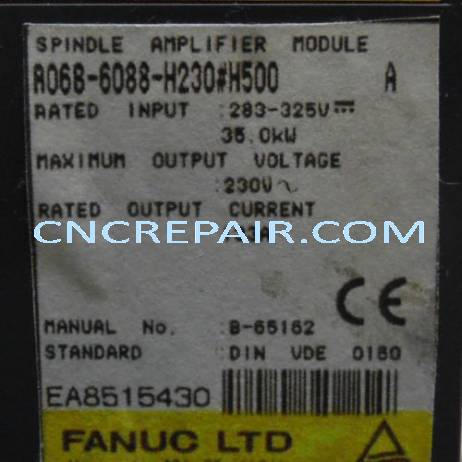 SPINDLE AMPLIFIER MODULE
A06B-6088-H230#H500 A
RATED INPUT :283-325V⎓
35.0kW
MAXIMUM OUTPUT VOLTAGE
:230V~
RATED OUTPUT CURRENT
CNCREPAIR.COM
CE
MANUAL No. :B-65162
STANDARD :DIN VDE 0160
EA8515430
FANUC LTD